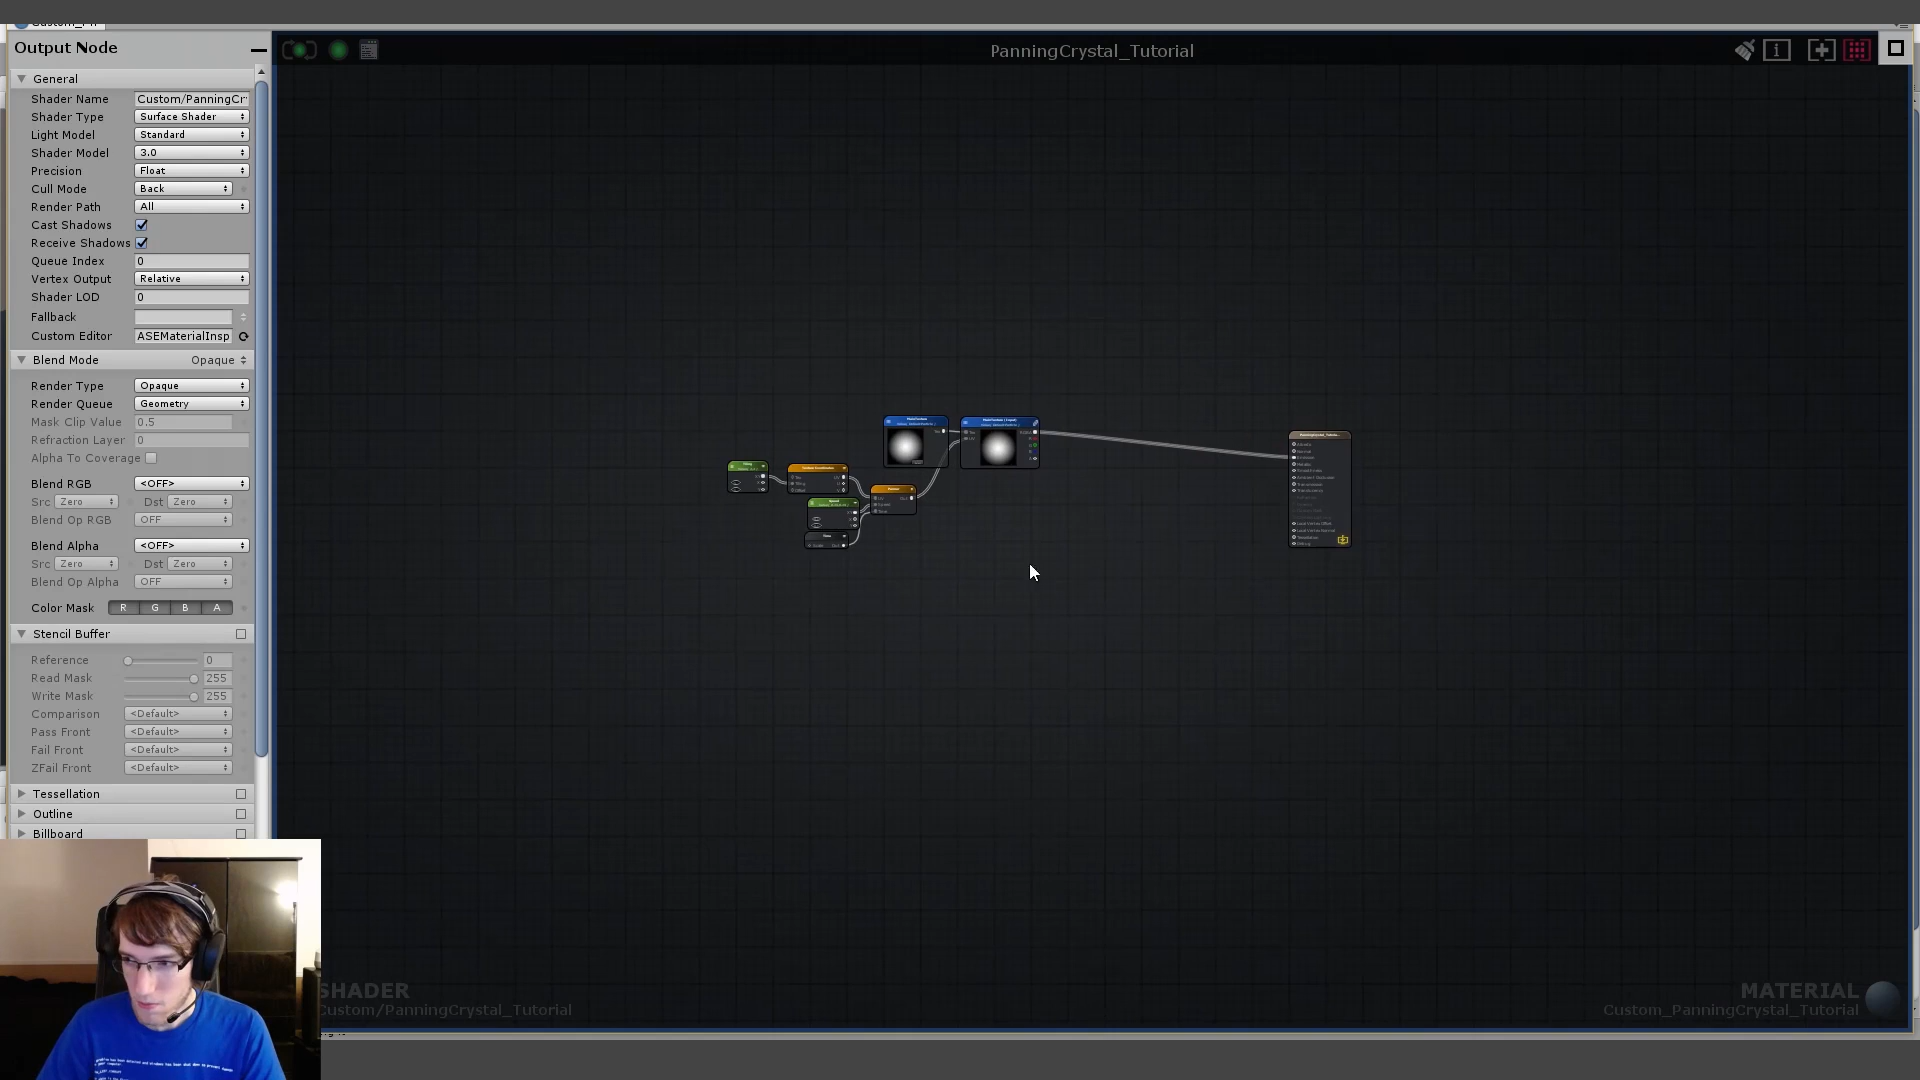 Output Node
PanningCrystal_Tutorial
General
Shader Name Custom/PanningCr
Shader Type Surface Shader
Light Model Standard
Shader Model 3.0
Precision Float
Cull Mode Back
Render Path All
Cast Shadows
Receive Shadows
Queue Index 0
Vertex Output Relative
Shader LOD 0
Fallback
Custom Editor ASEMaterialInsp
Blend Mode Opaque
Render Type Opaque
Render Queue Geometry
Mask Clip Value 0.5
Refraction Layer 0
Alpha To Coverage
Blend RGB <OFF>
Src Zero Dst Zero
Blend Op RGB OFF
Blend Alpha <OFF>
Src Zero Dst Zero
Blend Op Alpha OFF
Color Mask R G B A
Stencil Buffer
Reference 0
Read Mask 255
Write Mask 255
Comparison <Default>
Pass Front <Default>
Fail Front <Default>
ZFail Front <Default>
Tessellation
Outline
Billboard
SHADER
Custom/PanningCrystal_Tutorial
MATERIAL
Custom_PanningCrystal_Tutorial